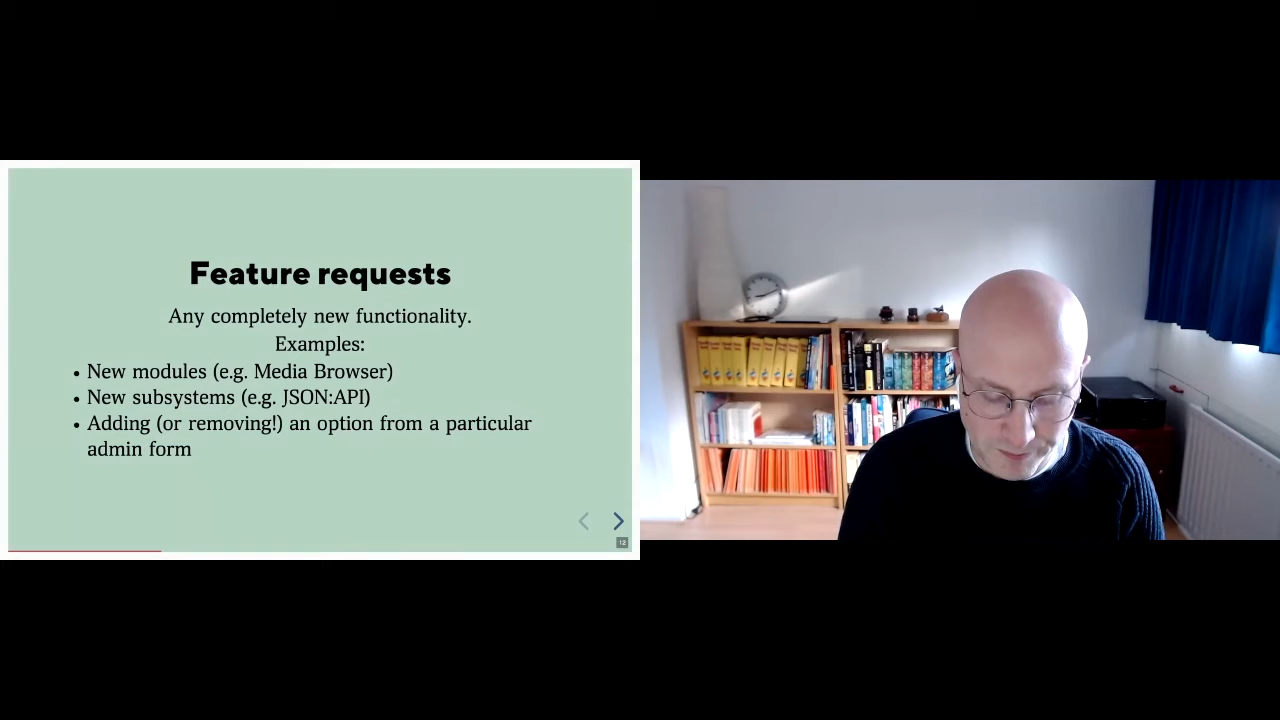 Feature requests
Any completely new functionality.
Examples:
• New modules (e.g. Media Browser)
• New subsystems (e.g. JSON:API)
• Adding (or removing!) an option from a particular
admin form
12